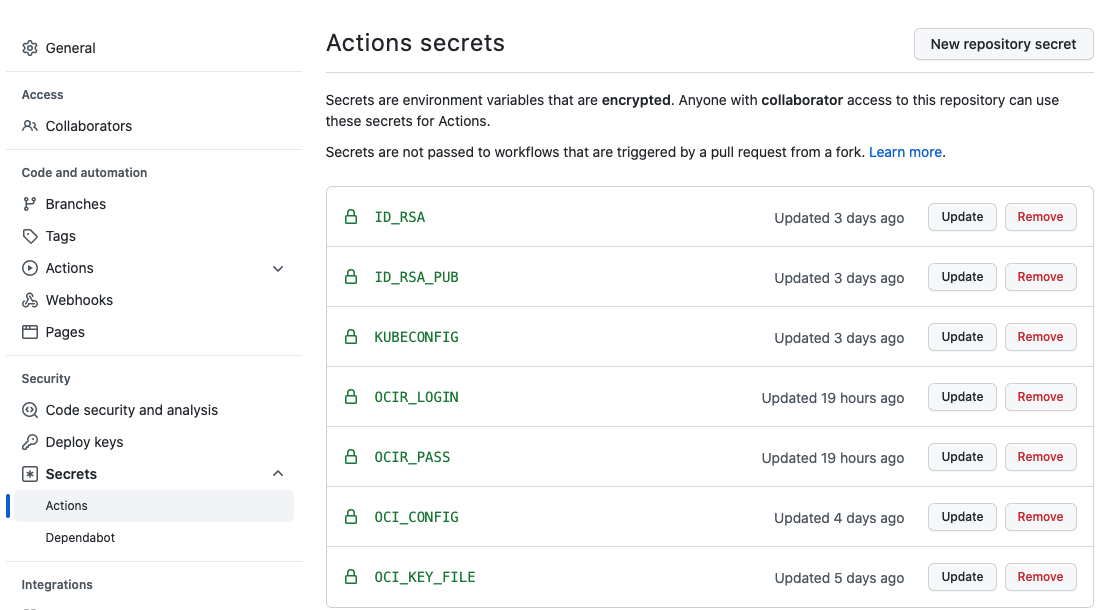 General
Access
Collaborators
Code and automation
Branches
Tags
Actions
Webhooks
Pages
Security
Code security and analysis
Deploy keys
Secrets
Actions
Dependabot
Integrations
Actions secrets
New repository secret
Secrets are environment variables that are encrypted. Anyone with collaborator access to this repository can use
these secrets for Actions.
Secrets are not passed to workflows that are triggered by a pull request from a fork. Learn more.
ID_RSA Updated 3 days ago Update Remove
ID_RSA_PUB Updated 3 days ago Update Remove
KUBECONFIG Updated 3 days ago Update Remove
OCIR_LOGIN Updated 19 hours ago Update Remove
OCIR_PASS Updated 19 hours ago Update Remove
OCI_CONFIG Updated 4 days ago Update Remove
OCI_KEY_FILE Updated 5 days ago Update Remove